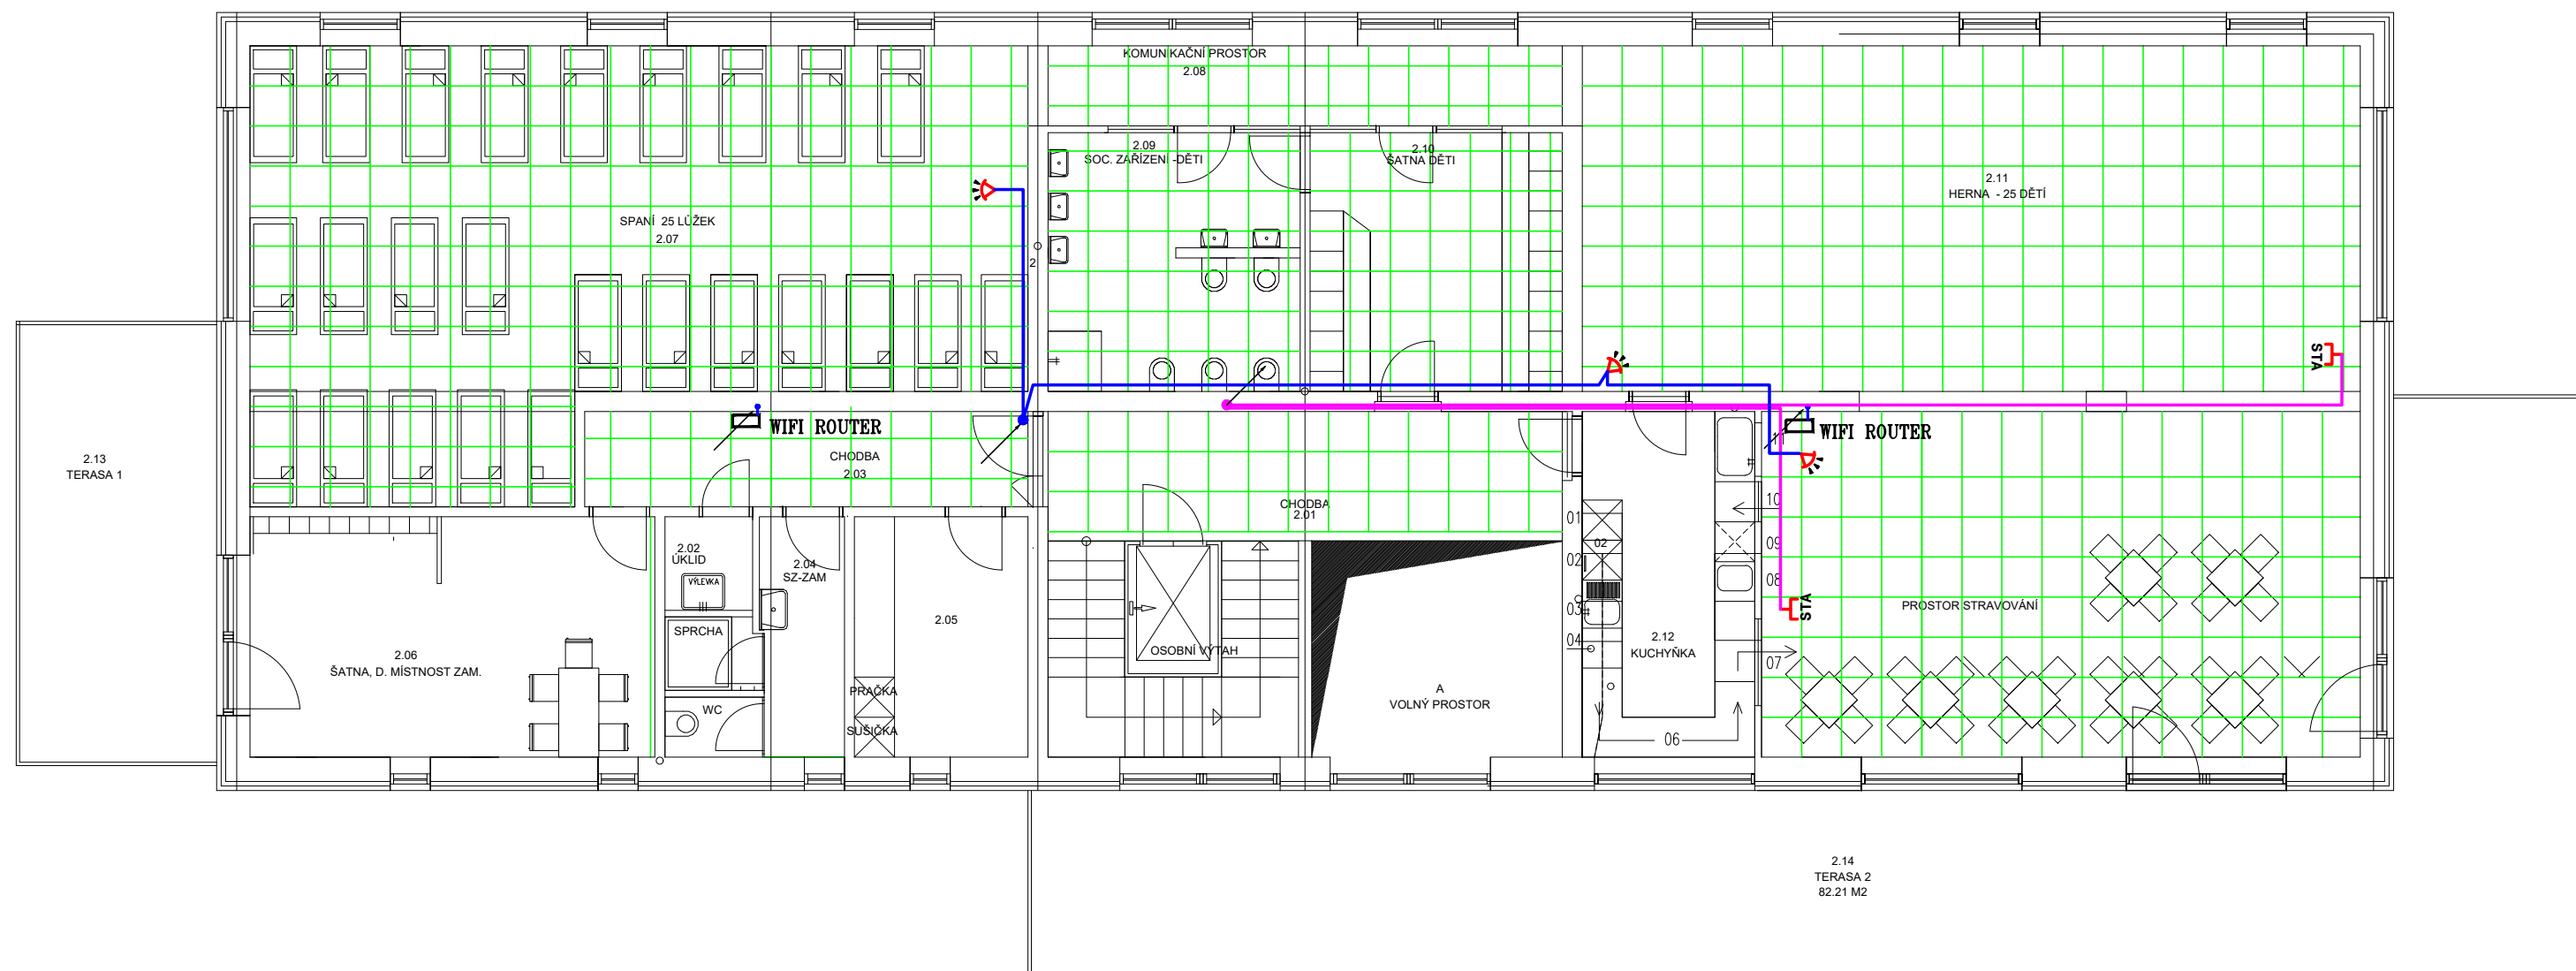 KOMUNIKAČNÍ PROSTOR
2.08
2.09
SOC. ZAŘÍZENÍ -DĚTI
2.10
ŠATNA DĚTI
2.11
HERNA - 25 DĚTÍ
SPANÍ 25 LŮŽEK
2.07
2
STA
WIFI ROUTER
CHODBA
2.03
WIFI ROUTER
11
2.13
TERASA 1
CHODBA
2.01
10
01
02
09
02
08
03
STA
04
07
06
PROSTOR STRAVOVÁNÍ
2.02
ÚKLID
VÝLEVKA
2.04
SZ-ZAM
2.05
SPRCHA
2.06
ŠATNA, D. MÍSTNOST ZAM.
OSOBNÍ VÝTAH
2.12
KUCHYŇKA
PRAČKA
WC
SUŠIČKA
A
VOLNÝ PROSTOR
2.14
TERASA 2
82.21 M2